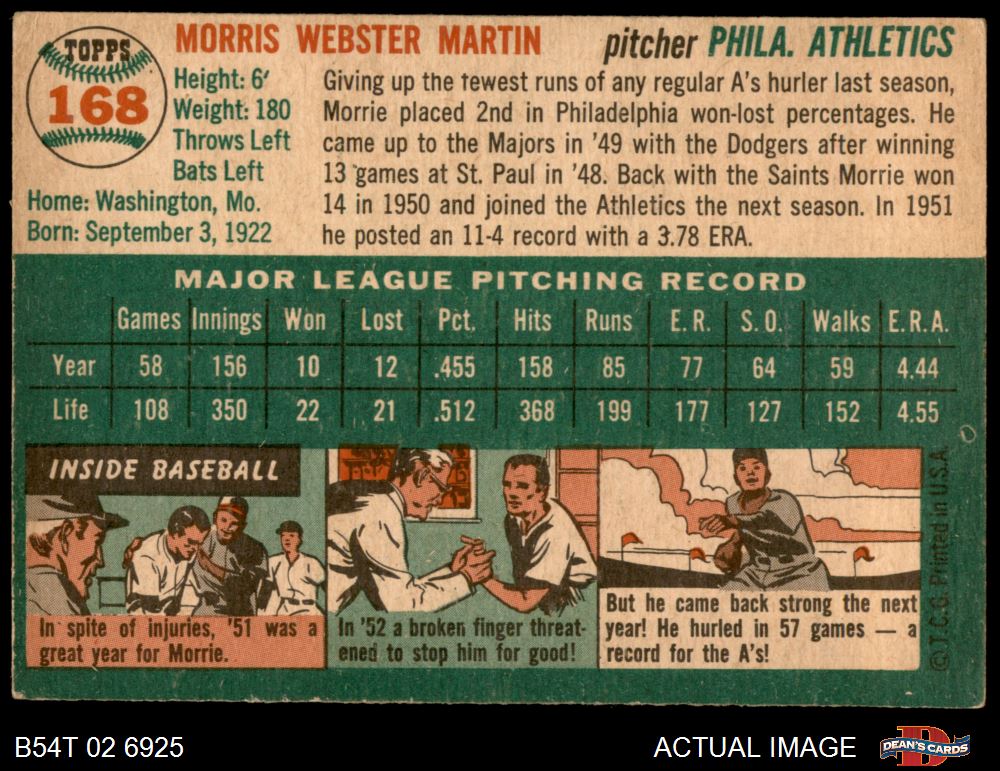 TOPPS
168
MORRIS WEBSTER MARTIN pitcher PHILA. ATHLETICS
Height: 6'
Weight: 180
Throws Left
Bats Left
Home: Washington, Mo.
Born: September 3, 1922
Giving up the fewest runs of any regular A's hurler last season,
Morrie placed 2nd in Philadelphia won-lost percentages. He
came up to the Majors in '49 with the Dodgers after winning
13 games at St. Paul in '48. Back with the Saints Morrie won
14 in 1950 and joined the Athletics the next season. In 1951
he posted an 11-4 record with a 3.78 ERA.
MAJOR LEAGUE PITCHING RECORD
Games Innings Won Lost Pct. Hits Runs E. R. S. O. Walks E. R. A.
Year 58 156 10 12 .455 158 85 77 64 59 4.44
Life 108 350 22 21 .512 368 199 177 127 152 4.55
INSIDE BASEBALL
In spite of injuries, '51 was a
great year for Morrie.
In '52 a broken finger threat-
ened to stop him for good!
But he came back strong the next
year! He hurled in 57 games — a
record for the A's!
© T.C.G. Printed in U.S.A.
B54T 02 6925
ACTUAL IMAGE
DEAN'S CARDS